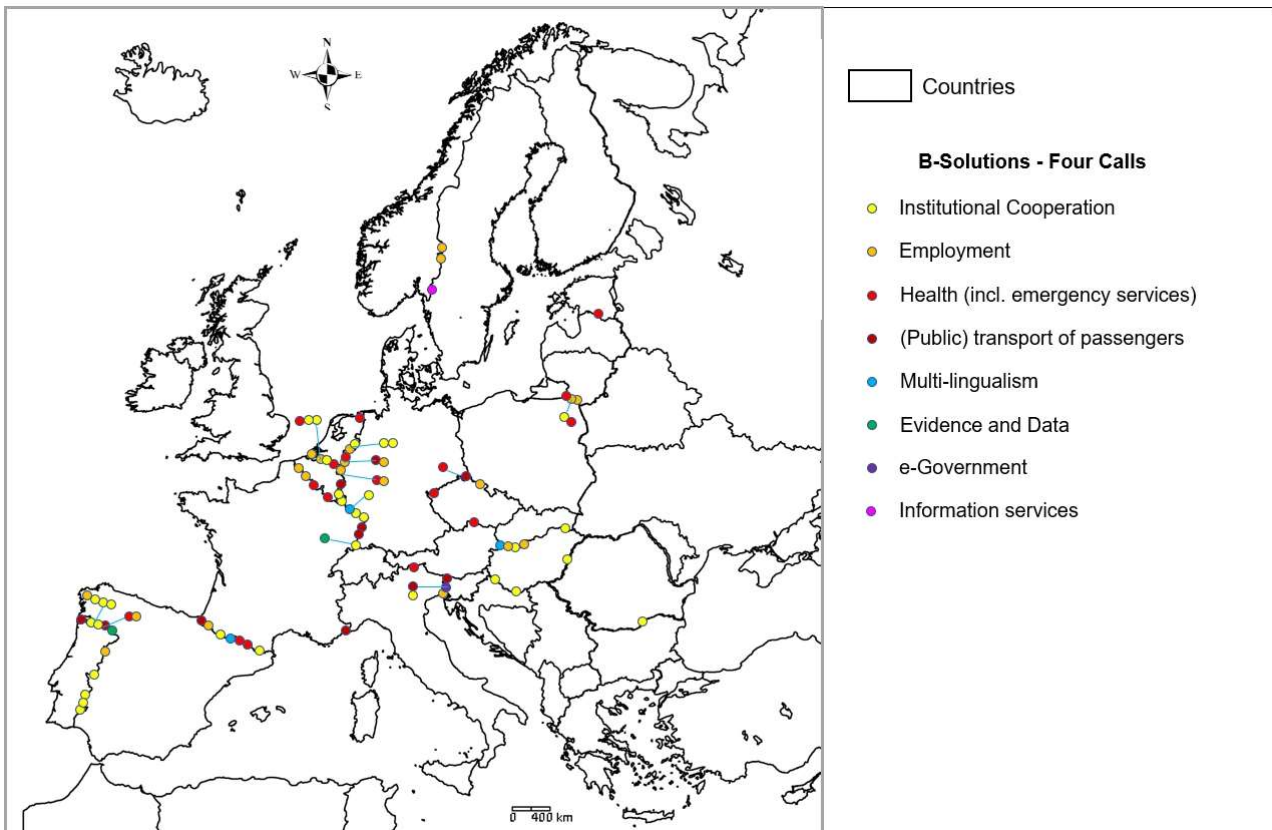 N
W E
S
0 400 km
Countries
B-Solutions - Four Calls
Institutional Cooperation
Employment
Health (incl. emergency services)
(Public) transport of passengers
Multi-lingualism
Evidence and Data
e-Government
Information services